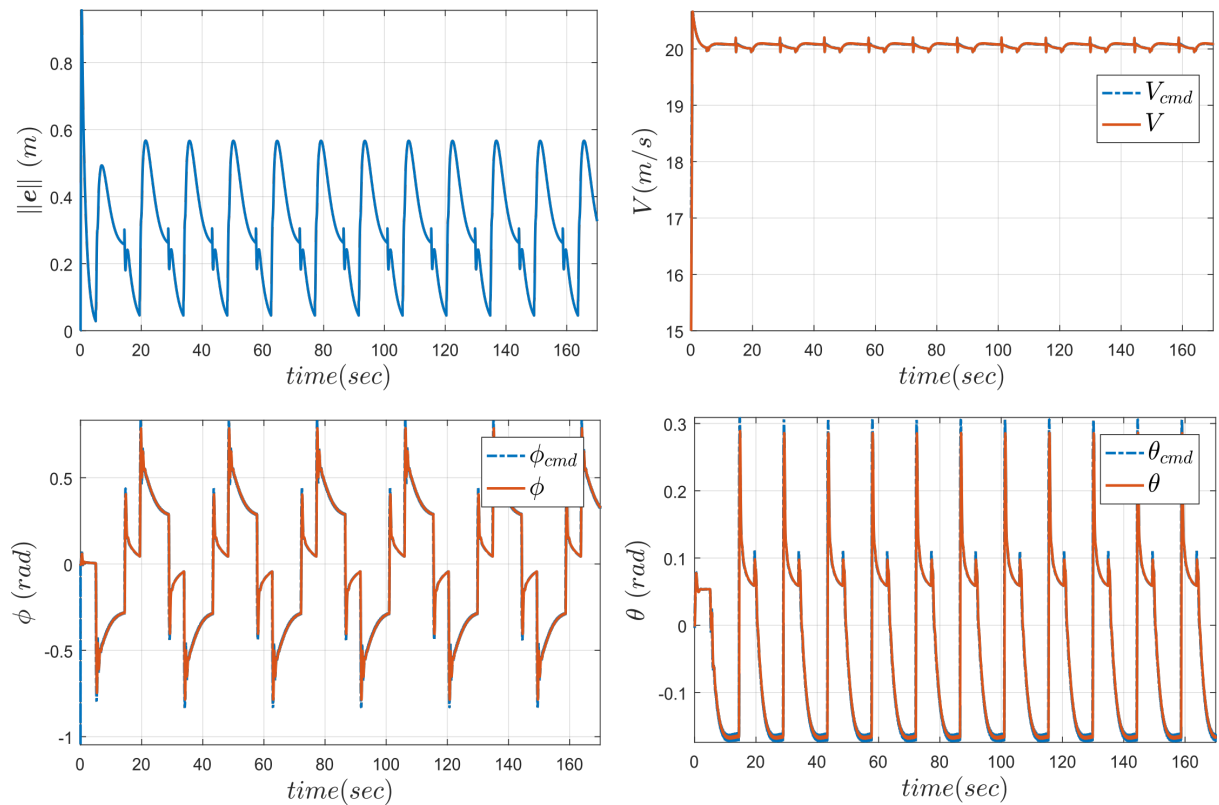 0.8
0.6
0.4
0.2
0
‖e‖ (m)
0 20 40 60 80 100 120 140 160
time(sec)
20
19
18
17
16
15
V(m/s)
V_cmd
V
0 20 40 60 80 100 120 140 160
time(sec)
0.5
0
-0.5
-1
ϕ (rad)
ϕ_cmd
ϕ
0 20 40 60 80 100 120 140 160
time(sec)
0.3
0.2
0.1
0
-0.1
θ (rad)
θ_cmd
θ
0 20 40 60 80 100 120 140 160
time(sec)